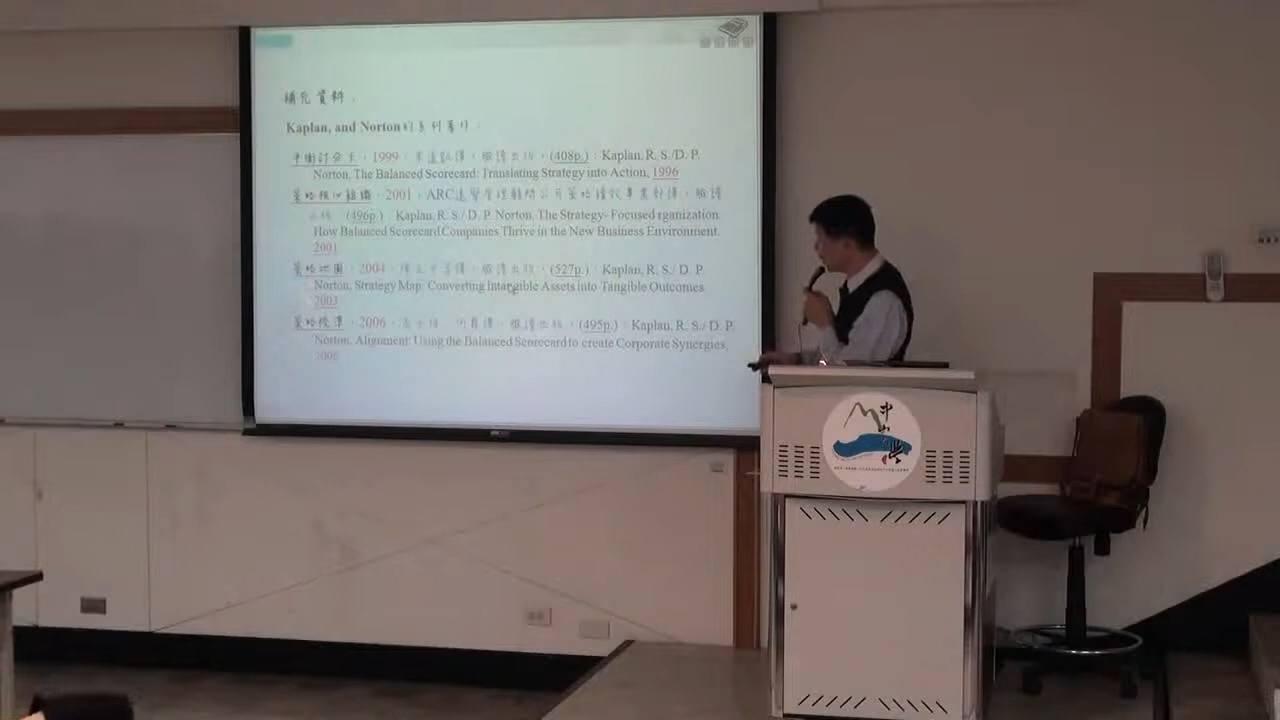 補充資料：
Kaplan, and Norton的系列著作：
平衡計分卡，1999，朱道凱譯，臉譜出版，(408p.)：Kaplan, R. S./D. P.
Norton, The Balanced Scorecard: Translating Strategy into Action, 1996
策略核心組織，2001，ARC遠擎管理顧問公司策略績效事業部譯，臉譜
出版，(496p.) Kaplan, R. S./ D. P. Norton, The Strategy- Focused rganization
How Balanced Scorecard Companies Thrive in the New Business Environment.
2001
策略地圖，2004，陳正平等譯，臉譜出版，(527p.)：Kaplan, R. S./ D. P.
Norton, Strategy Map: Converting Intangible Assets into Tangible Outcomes
2003
策略校準，2006，高子梅、何霖譯，臉譜出版，(495p.)：Kaplan, R. S./ D. P.
Norton, Alignment: Using the Balanced Scorecard to create Corporate Synergies,
2006
中山